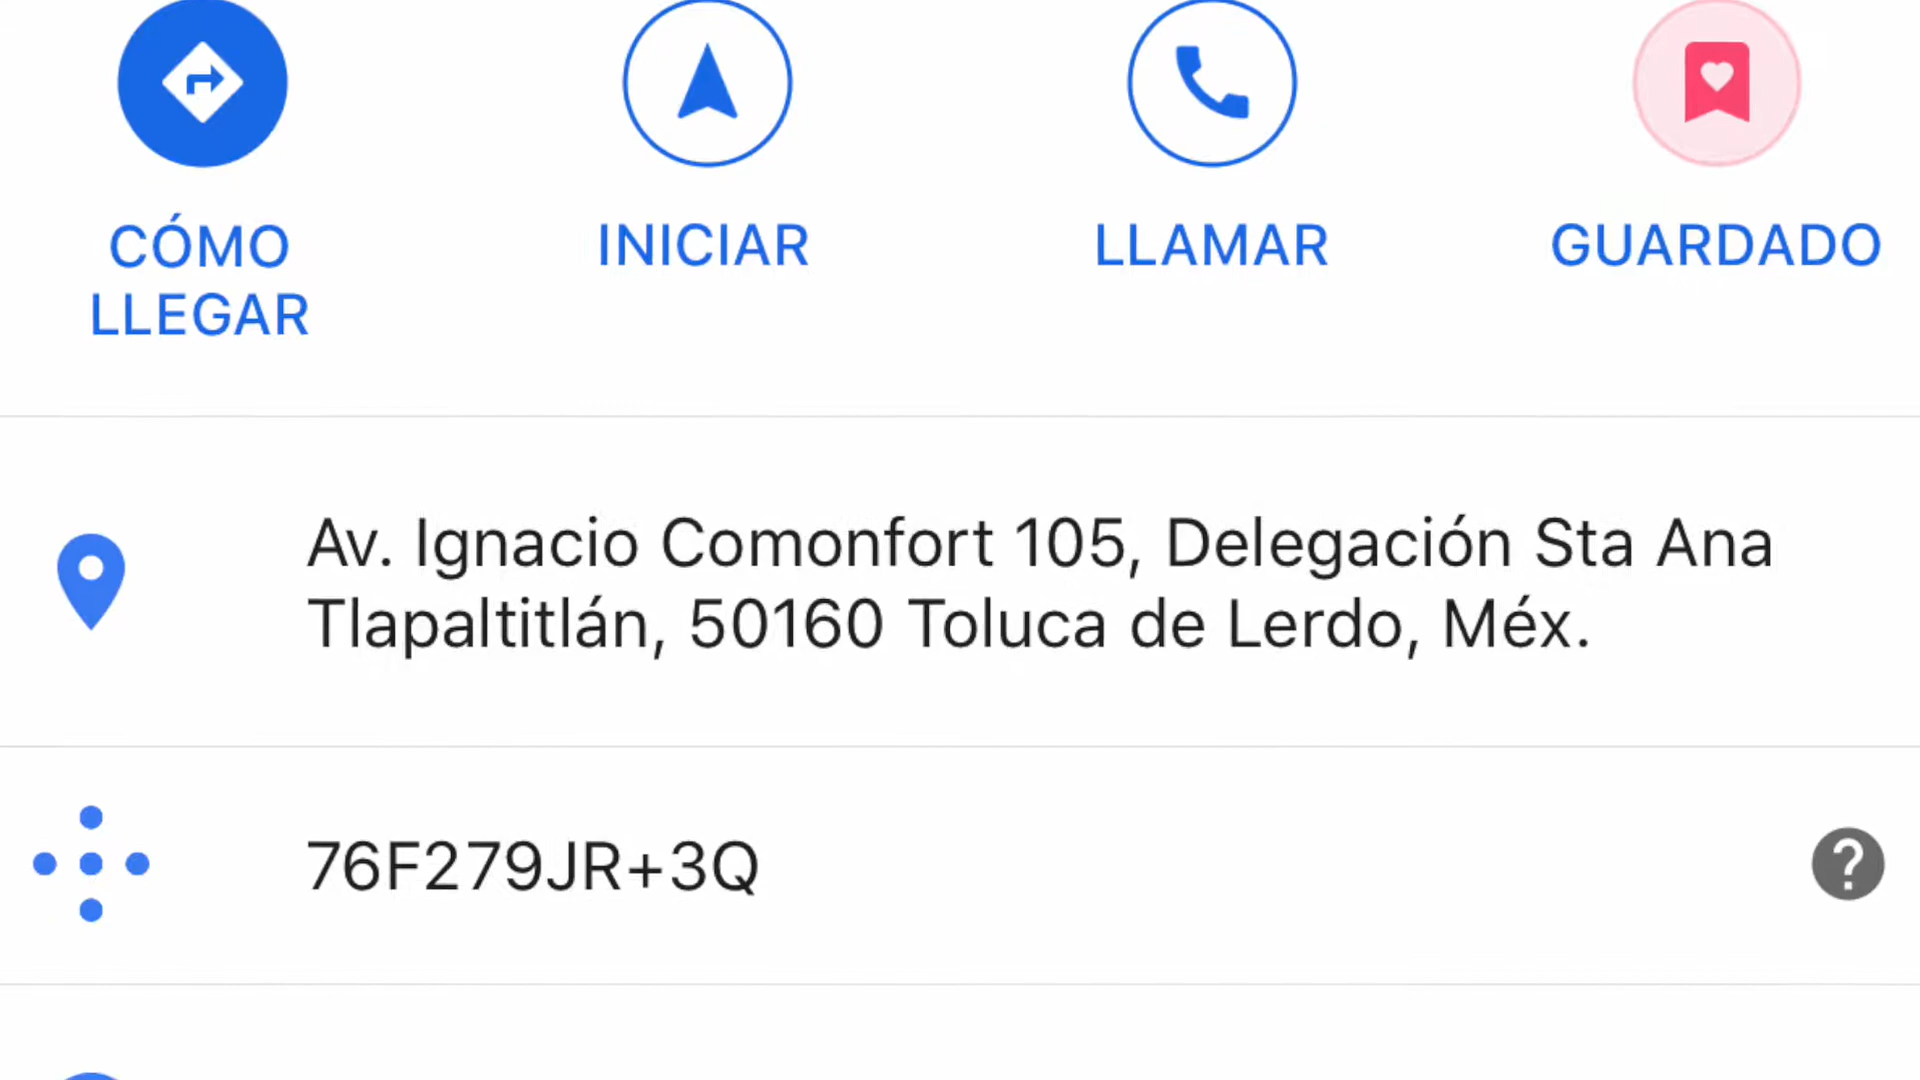 CÓMO
LLEGAR
INICIAR
LLAMAR
GUARDADO
Av. Ignacio Comonfort 105, Delegación Sta Ana
Tlapaltitlán, 50160 Toluca de Lerdo, Méx.
76F279JR+3Q
?